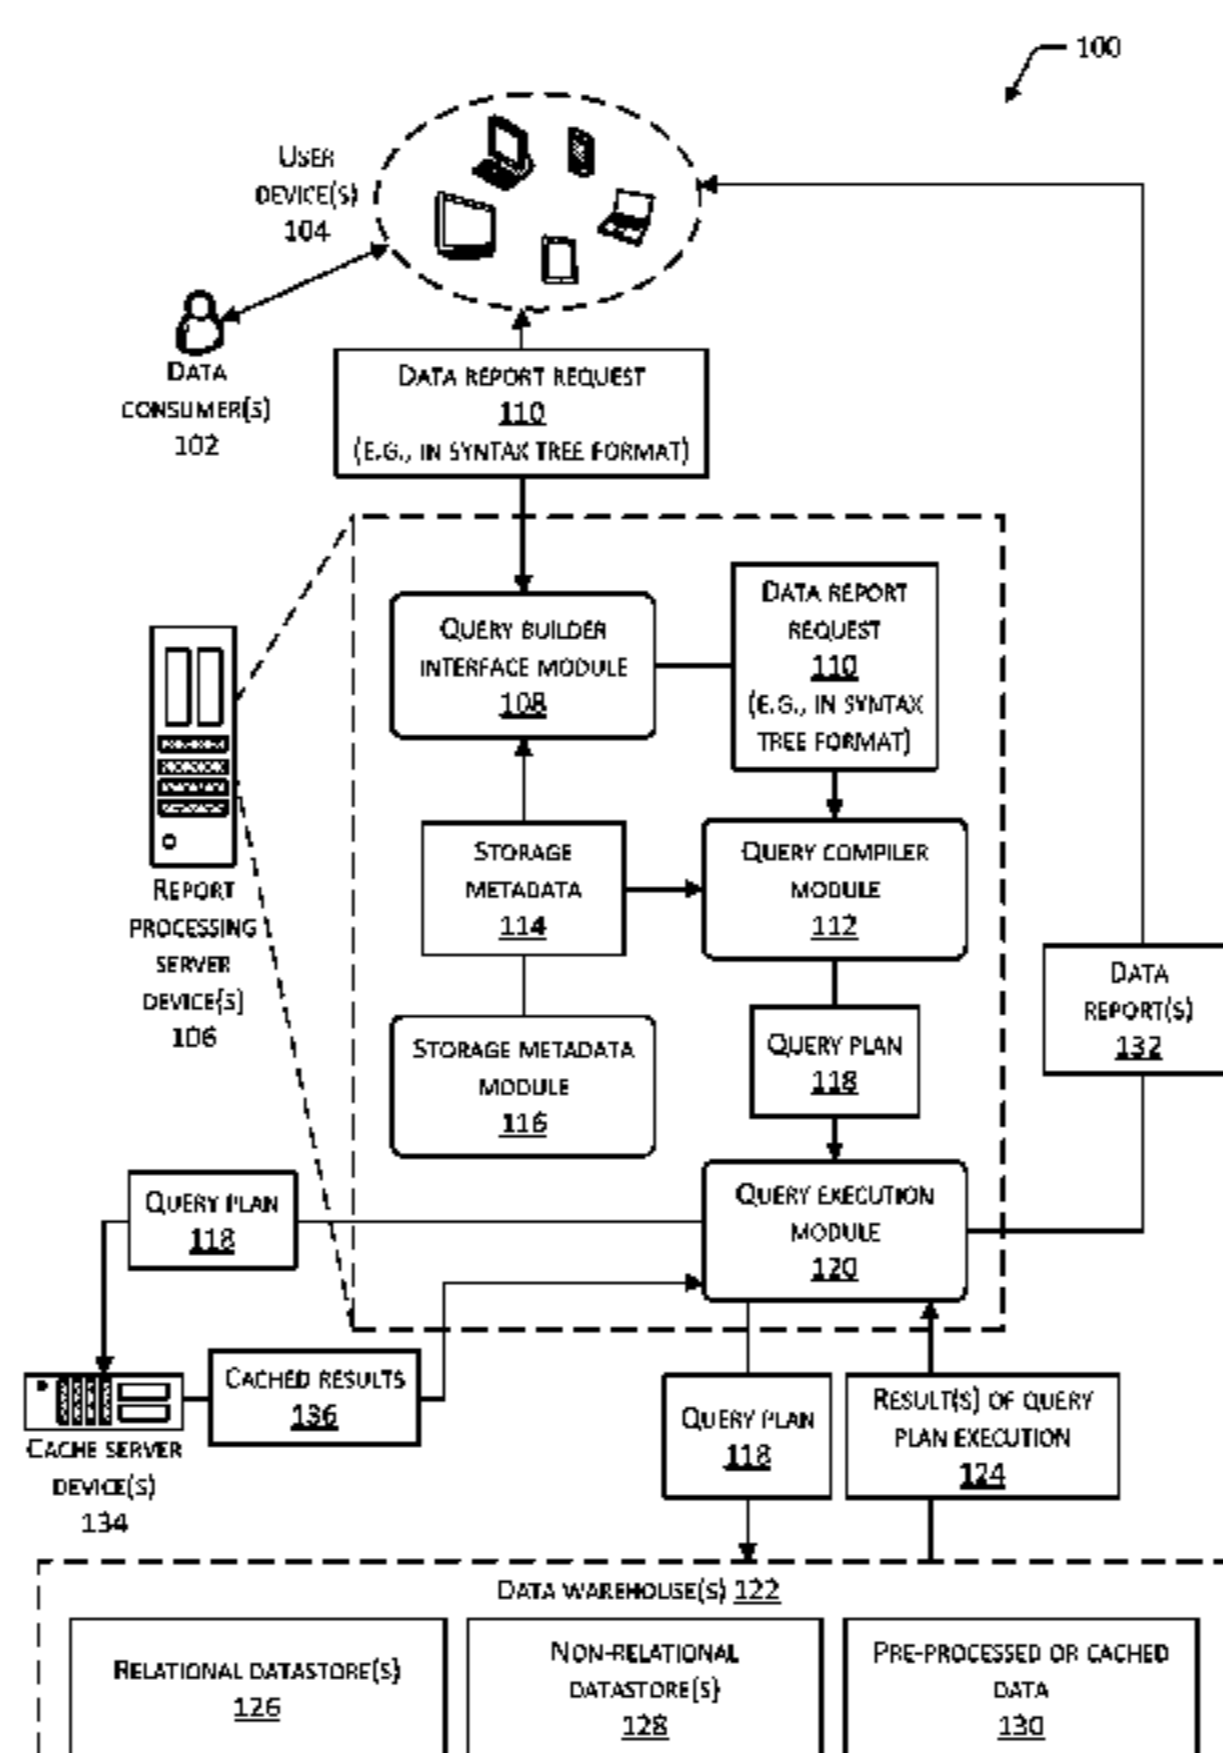 100
USER
DEVICE(S)
104
DATA
CONSUMER(S)
102
DATA REPORT REQUEST
110
(E.G., IN SYNTAX TREE FORMAT)
QUERY BUILDER
INTERFACE MODULE
108
DATA REPORT
REQUEST
110
(E.G., IN SYNTAX
TREE FORMAT)
STORAGE
METADATA
114
QUERY COMPILER
MODULE
112
REPORT
PROCESSING
SERVER
DEVICE(S)
106
DATA
REPORT(S)
132
STORAGE METADATA
MODULE
116
QUERY PLAN
118
QUERY PLAN
118
QUERY EXECUTION
MODULE
120
CACHED RESULTS
136
CACHE SERVER
DEVICE(S)
134
QUERY PLAN
118
RESULT(S) OF QUERY
PLAN EXECUTION
124
DATA WAREHOUSE(S) 122
RELATIONAL DATASTORE(S)
126
NON-RELATIONAL
DATASTORE(S)
128
PRE-PROCESSED OR CACHED
DATA
130